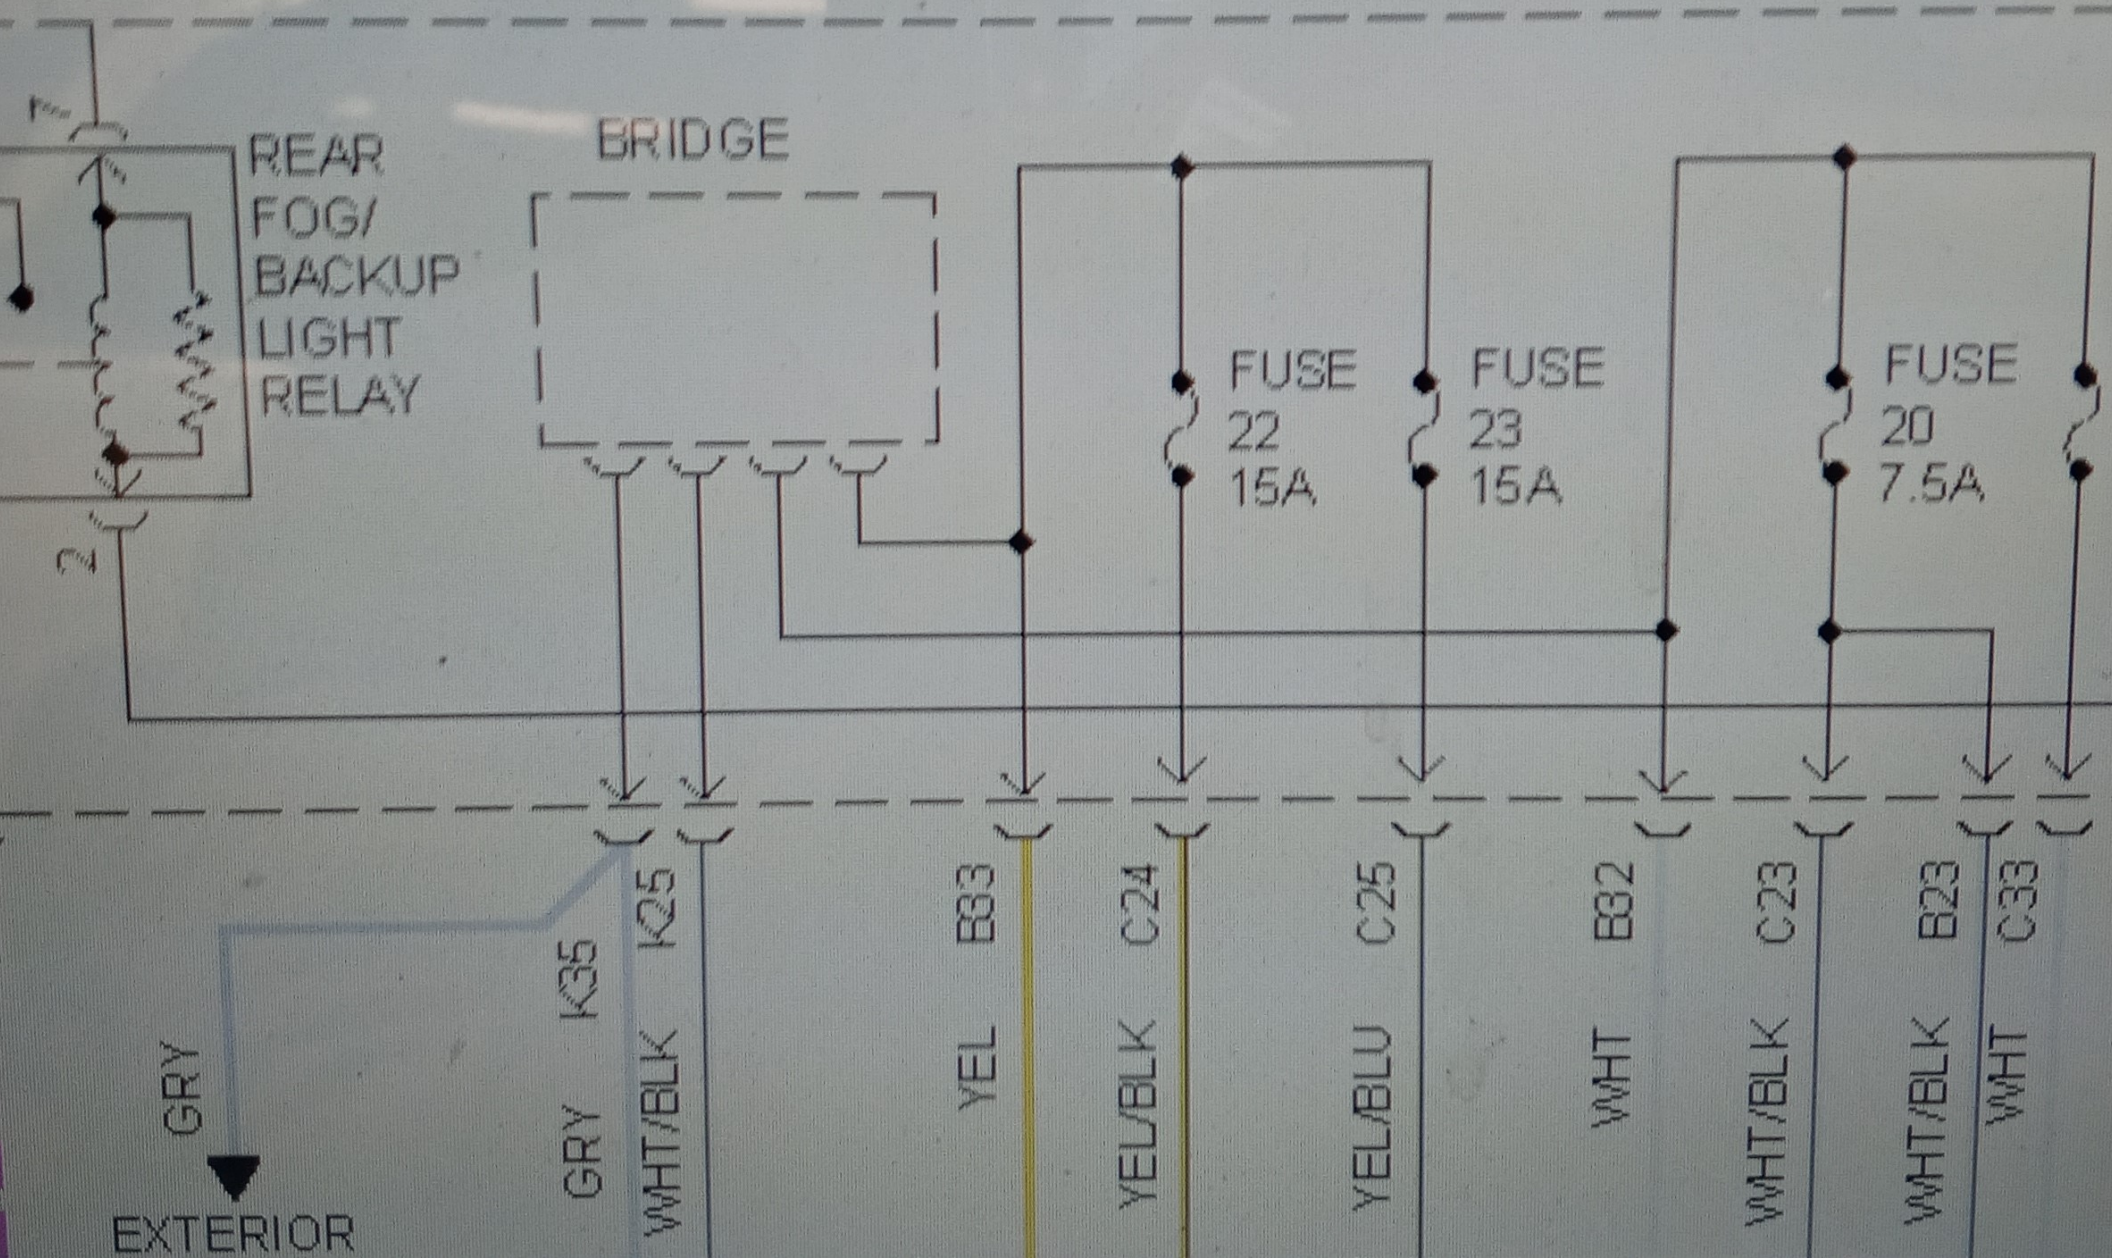 1
REAR
FOG/
BACKUP
LIGHT
RELAY
2
BRIDGE
FUSE
22
15A
FUSE
23
15A
FUSE
20
7.5A
GRY
EXTERIOR
GRY K35
WHT/BLK K25
YEL B33
YEL/BLK C24
YEL/BLU C25
WHT B32
WHT/BLK C23
WHT/BLK B23
WHT C33